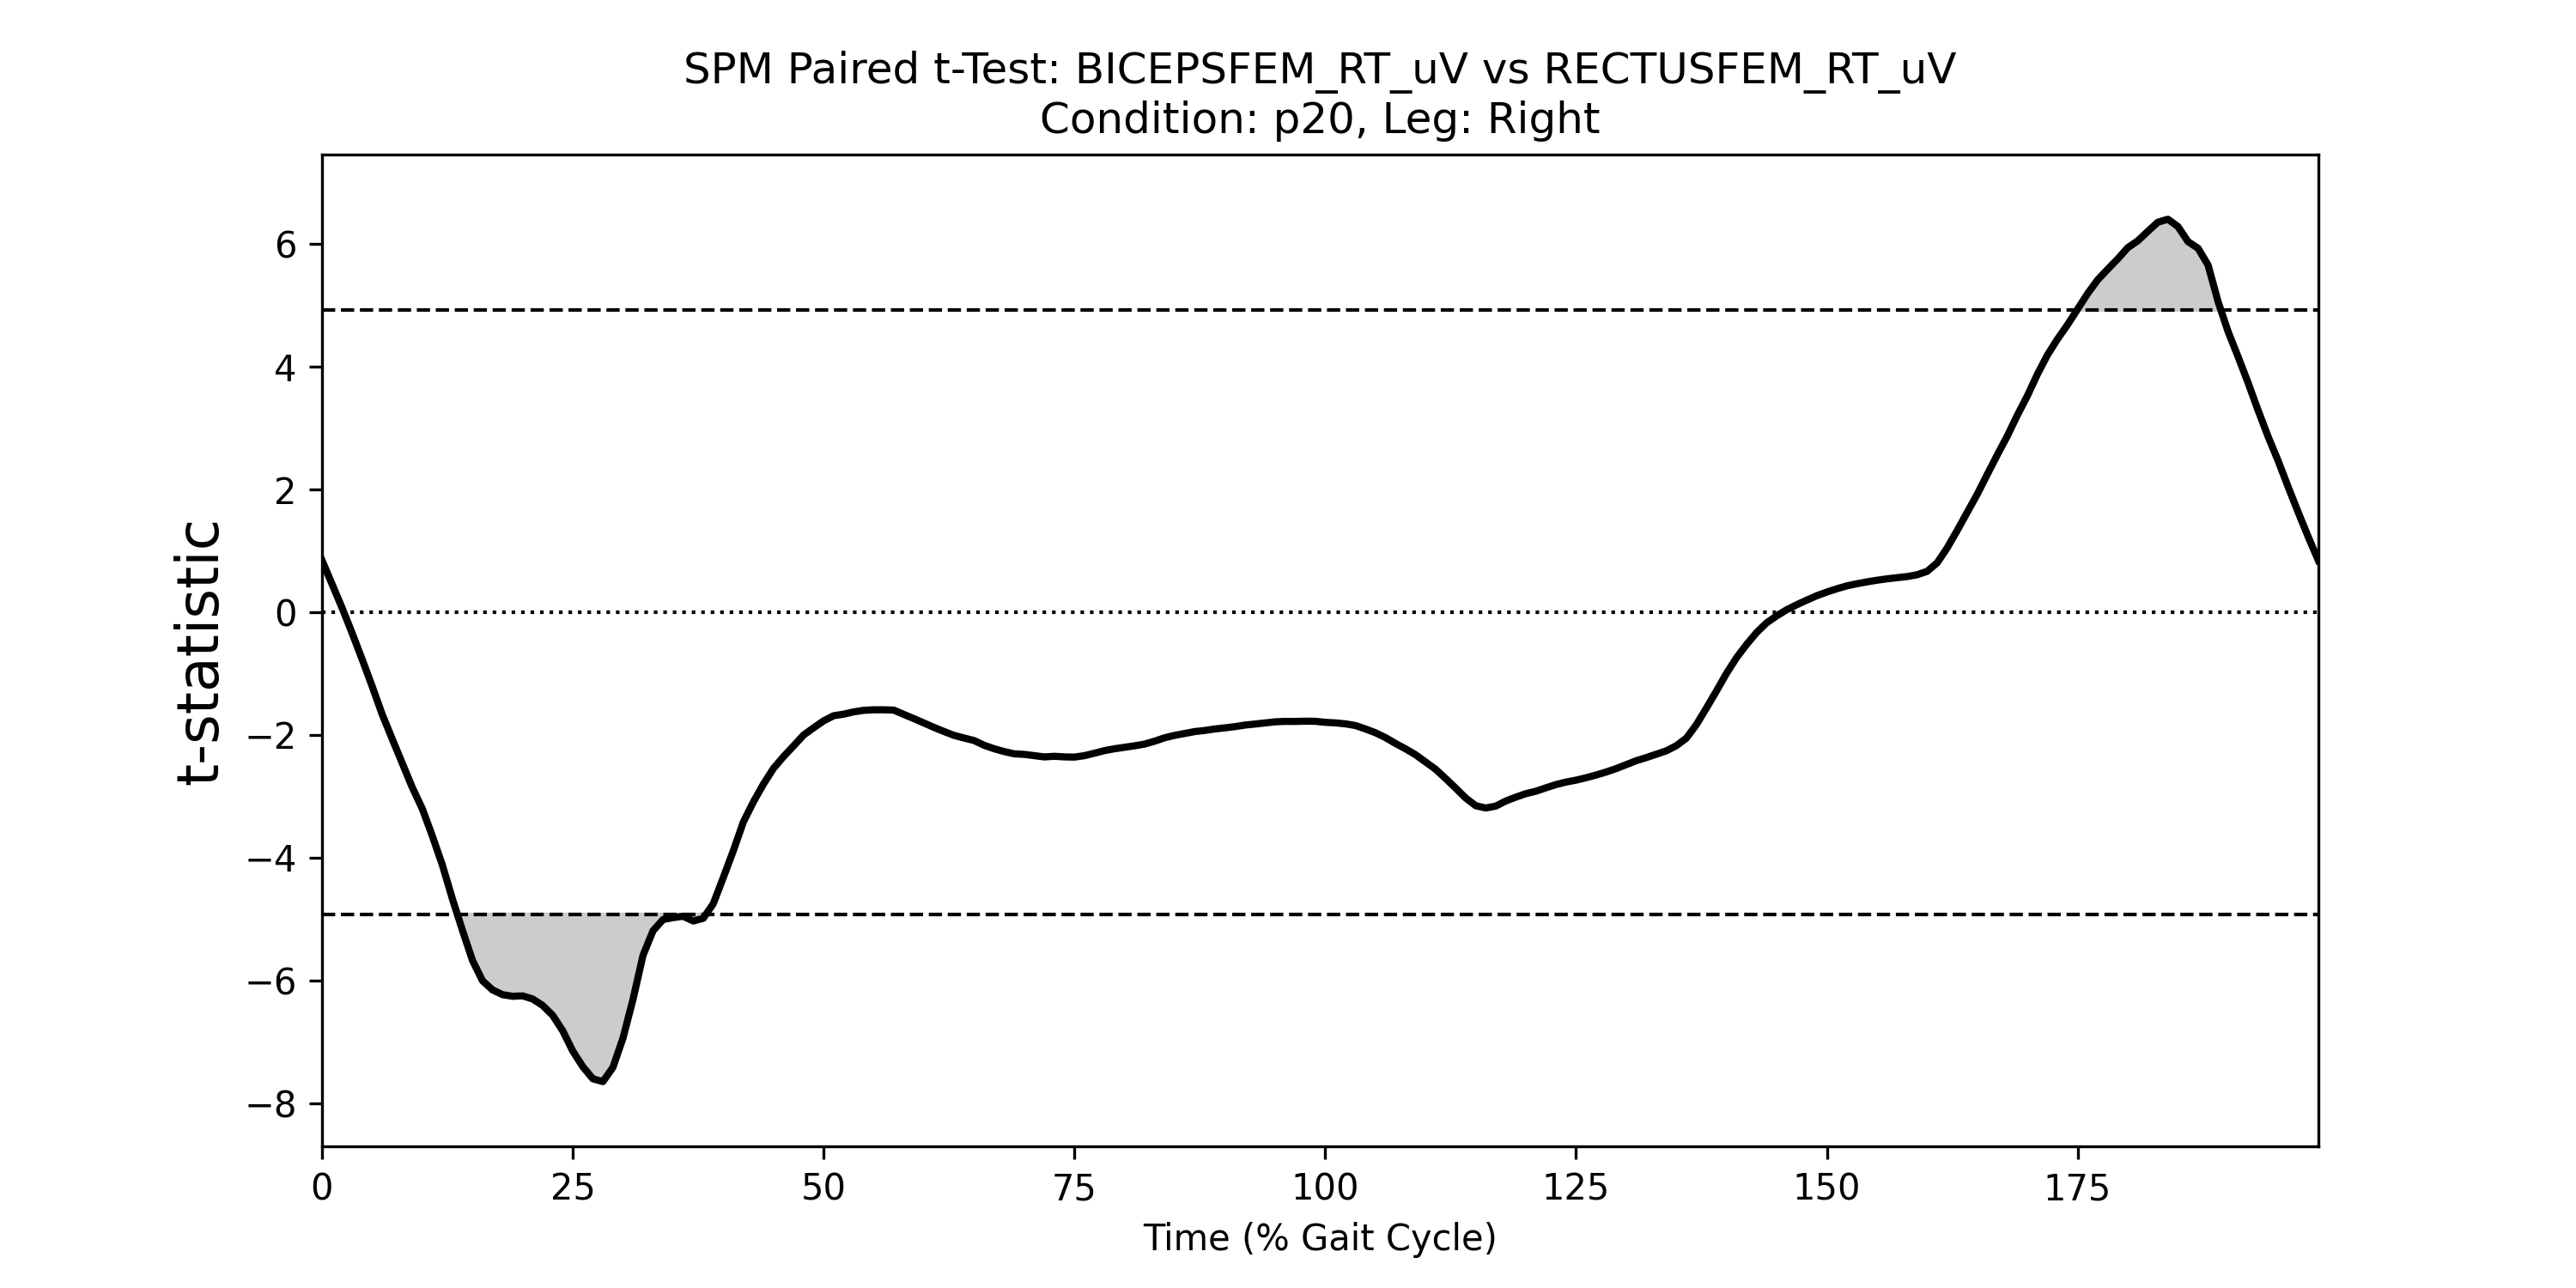 SPM Paired t-Test: BICEPSFEM_RT_uV vs RECTUSFEM_RT_uV
Condition: p20, Leg: Right
t-statistic
6
4
2
0
−2
−4
−6
−8
0 25 50 75 100 125 150 175
Time (% Gait Cycle)